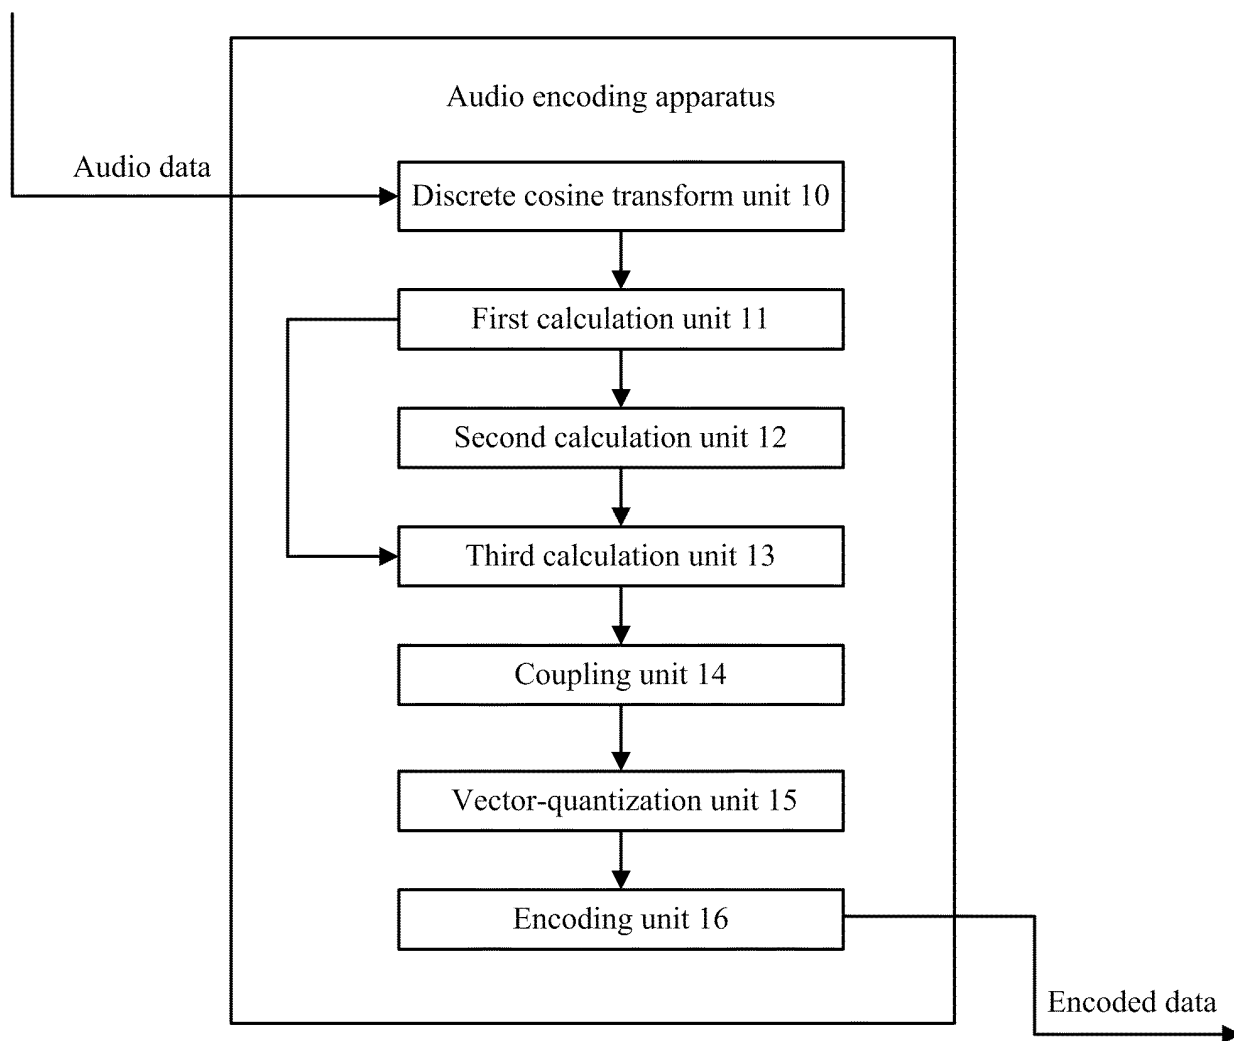 Audio encoding apparatus
Audio data
Discrete cosine transform unit 10
First calculation unit 11
Second calculation unit 12
Third calculation unit 13
Coupling unit 14
Vector-quantization unit 15
Encoding unit 16
Encoded data